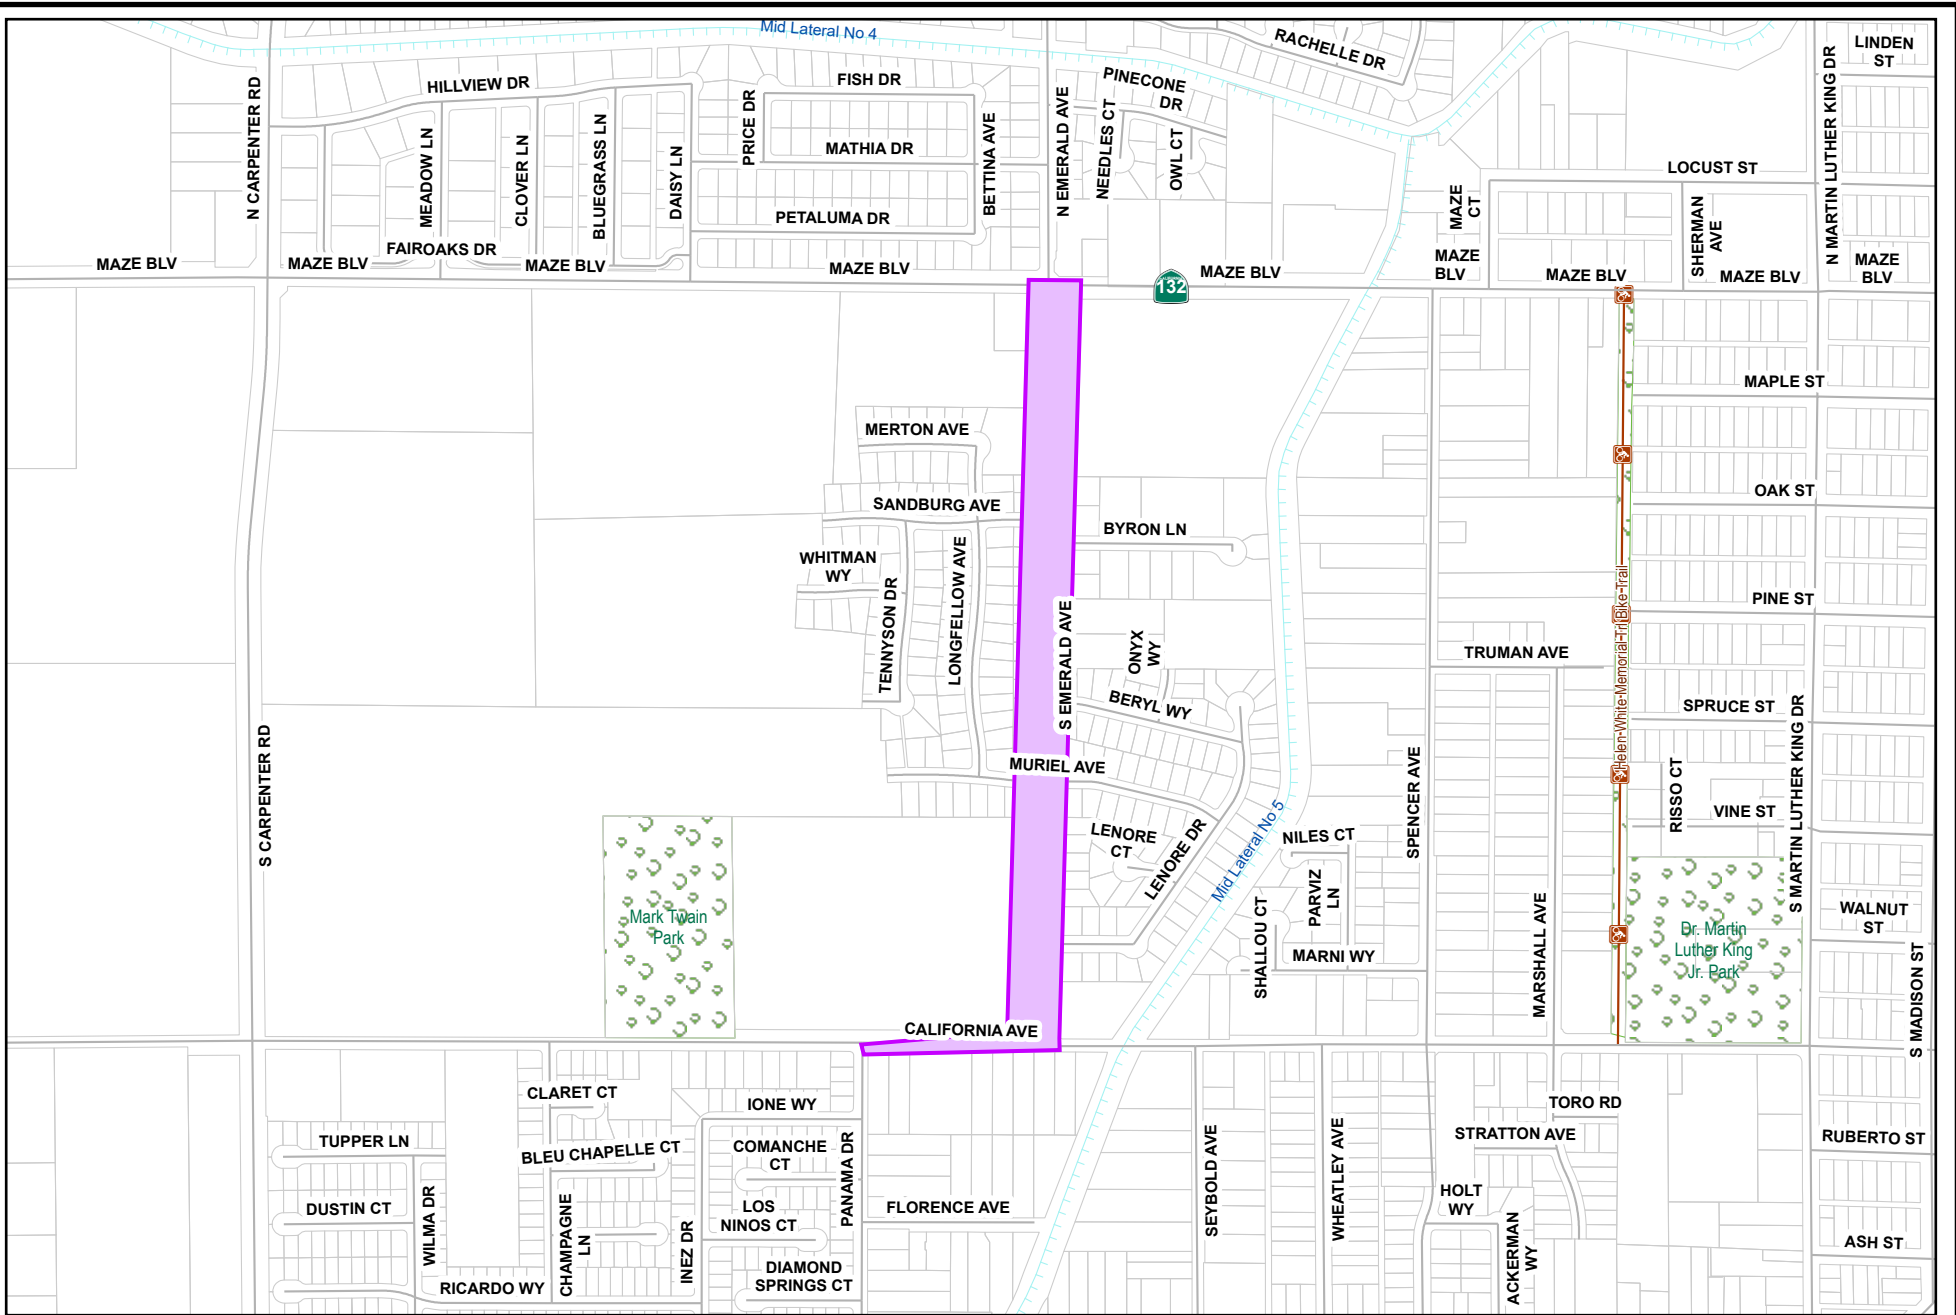 Mid Lateral No 4
RACHELLE DR
LINDEN
ST
HILLVIEW DR
FISH DR
PINECONE
DR
N CARPENTER RD
MEADOW LN
CLOVER LN
BLUEGRASS LN
DAISY LN
PRICE DR
MATHIA DR
BETTINA AVE
N EMERALD AVE
NEEDLES CT
OWL CT
LOCUST ST
N MARTIN LUTHER KING DR
MAZE
CT
SHERMAN
AVE
PETALUMA DR
FAIROAKS DR
MAZE BLV
MAZE BLV
MAZE BLV
MAZE BLV
MAZE BLV
MAZE
BLV
MAZE BLV
MAZE BLV
MAZE
BLV
132
MAPLE ST
MERTON AVE
SANDBURG AVE
OAK ST
BYRON LN
WHITMAN
WY
TENNYSON DR
LONGFELLOW AVE
S EMERALD AVE
ONYX
WY
PINE ST
TRUMAN AVE
Helen-White-Memorial-Trl Bike-Trail
BERYL WY
SPRUCE ST
S CARPENTER RD
MURIEL AVE
SPENCER AVE
RISSO CT
VINE ST
S MARTIN LUTHER KING DR
LENORE
CT
LENORE DR
Mid Lateral No 5
NILES CT
PARVIZ
LN
SHALLOU CT
MARNI WY
MARSHALL AVE
Mark Twain
Park
Dr. Martin
Luther King
Jr. Park
WALNUT
ST
S MADISON ST
CALIFORNIA AVE
CLARET CT
IONE WY
TORO RD
TUPPER LN
BLEU CHAPELLE CT
COMANCHE
CT
PANAMA DR
SEYBOLD AVE
WHEATLEY AVE
STRATTON AVE
RUBERTO ST
DUSTIN CT
WILMA DR
CHAMPAGNE
LN
INEZ DR
LOS
NINOS CT
FLORENCE AVE
HOLT
WY
ACKERMAN
WY
ASH ST
RICARDO WY
DIAMOND
SPRINGS CT